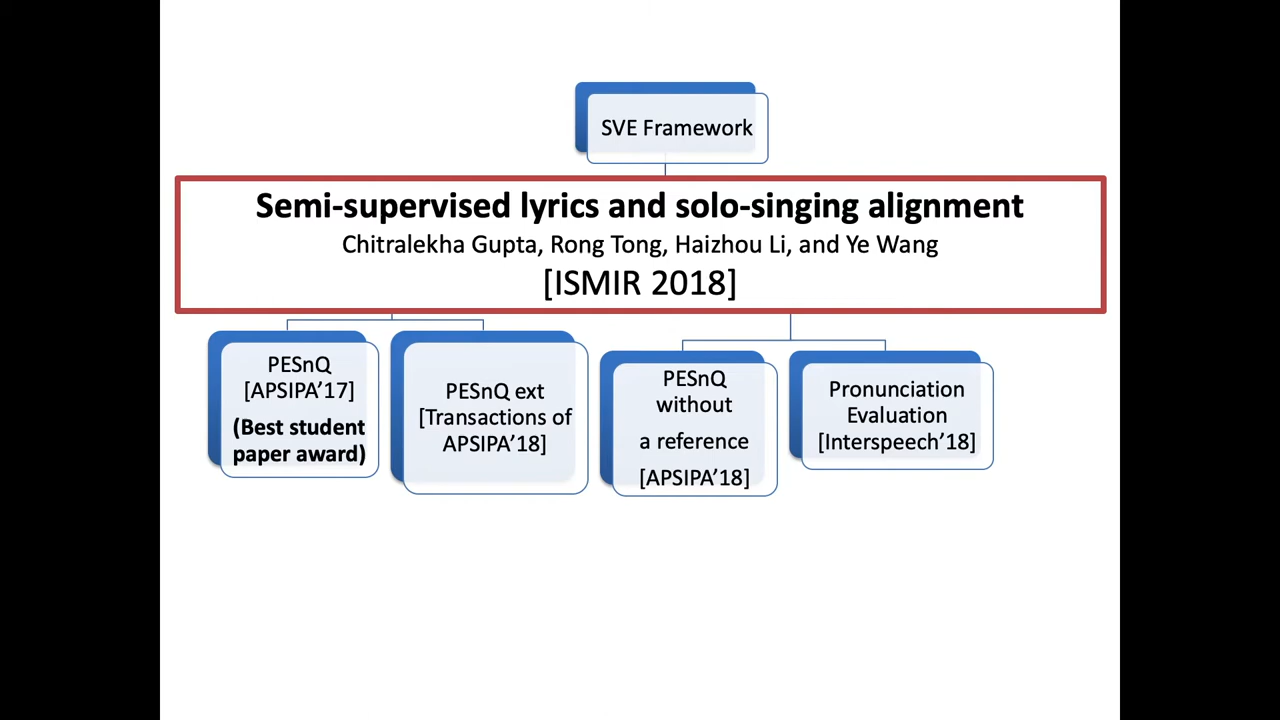 SVE Framework
Semi-supervised lyrics and solo-singing alignment
Chitralekha Gupta, Rong Tong, Haizhou Li, and Ye Wang
[ISMIR 2018]
PESnQ
[APSIPA’17]
(Best student
paper award)
PESnQ ext
[Transactions of
APSIPA’18]
PESnQ
without
a reference
[APSIPA’18]
Pronunciation
Evaluation
[Interspeech’18]